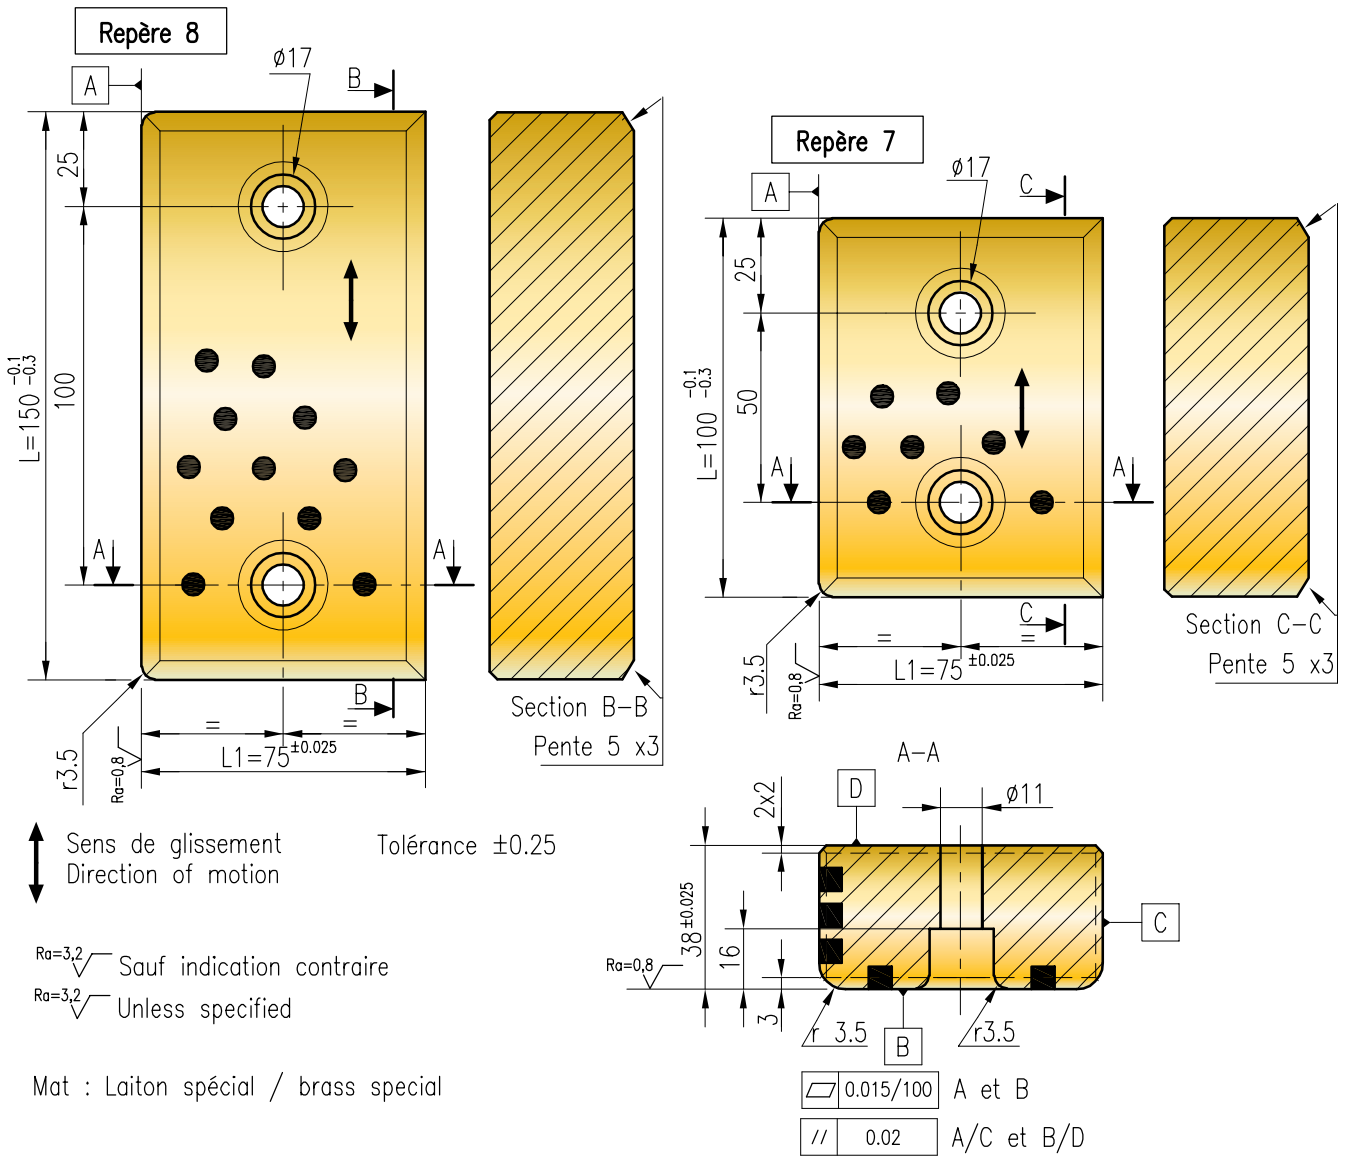 Repère 8
A
ø17
B
25
100
L=150 -0.1 -0.3
A
A
B
=
=
L1=75 ±0.025
r3.5
Ra=0,8
Section B-B
Pente 5 x3
Repère 7
A
ø17
C
25
50
L=100 -0.1 -0.3
A
A
C
=
=
L1=75 ±0.025
r3.5
Ra=0,8
Section C-C
Pente 5 x3
Sens de glissement
Direction of motion
Tolérance ±0.25
Ra=3,2 Sauf indication contraire
Ra=3,2 Unless specified
Mat : Laiton spécial / brass special
A-A
D
2x2
ø11
38 ±0.025
16
3
Ra=0,8
C
r 3.5
B
r3.5
0.015/100 A et B
// 0.02 A/C et B/D